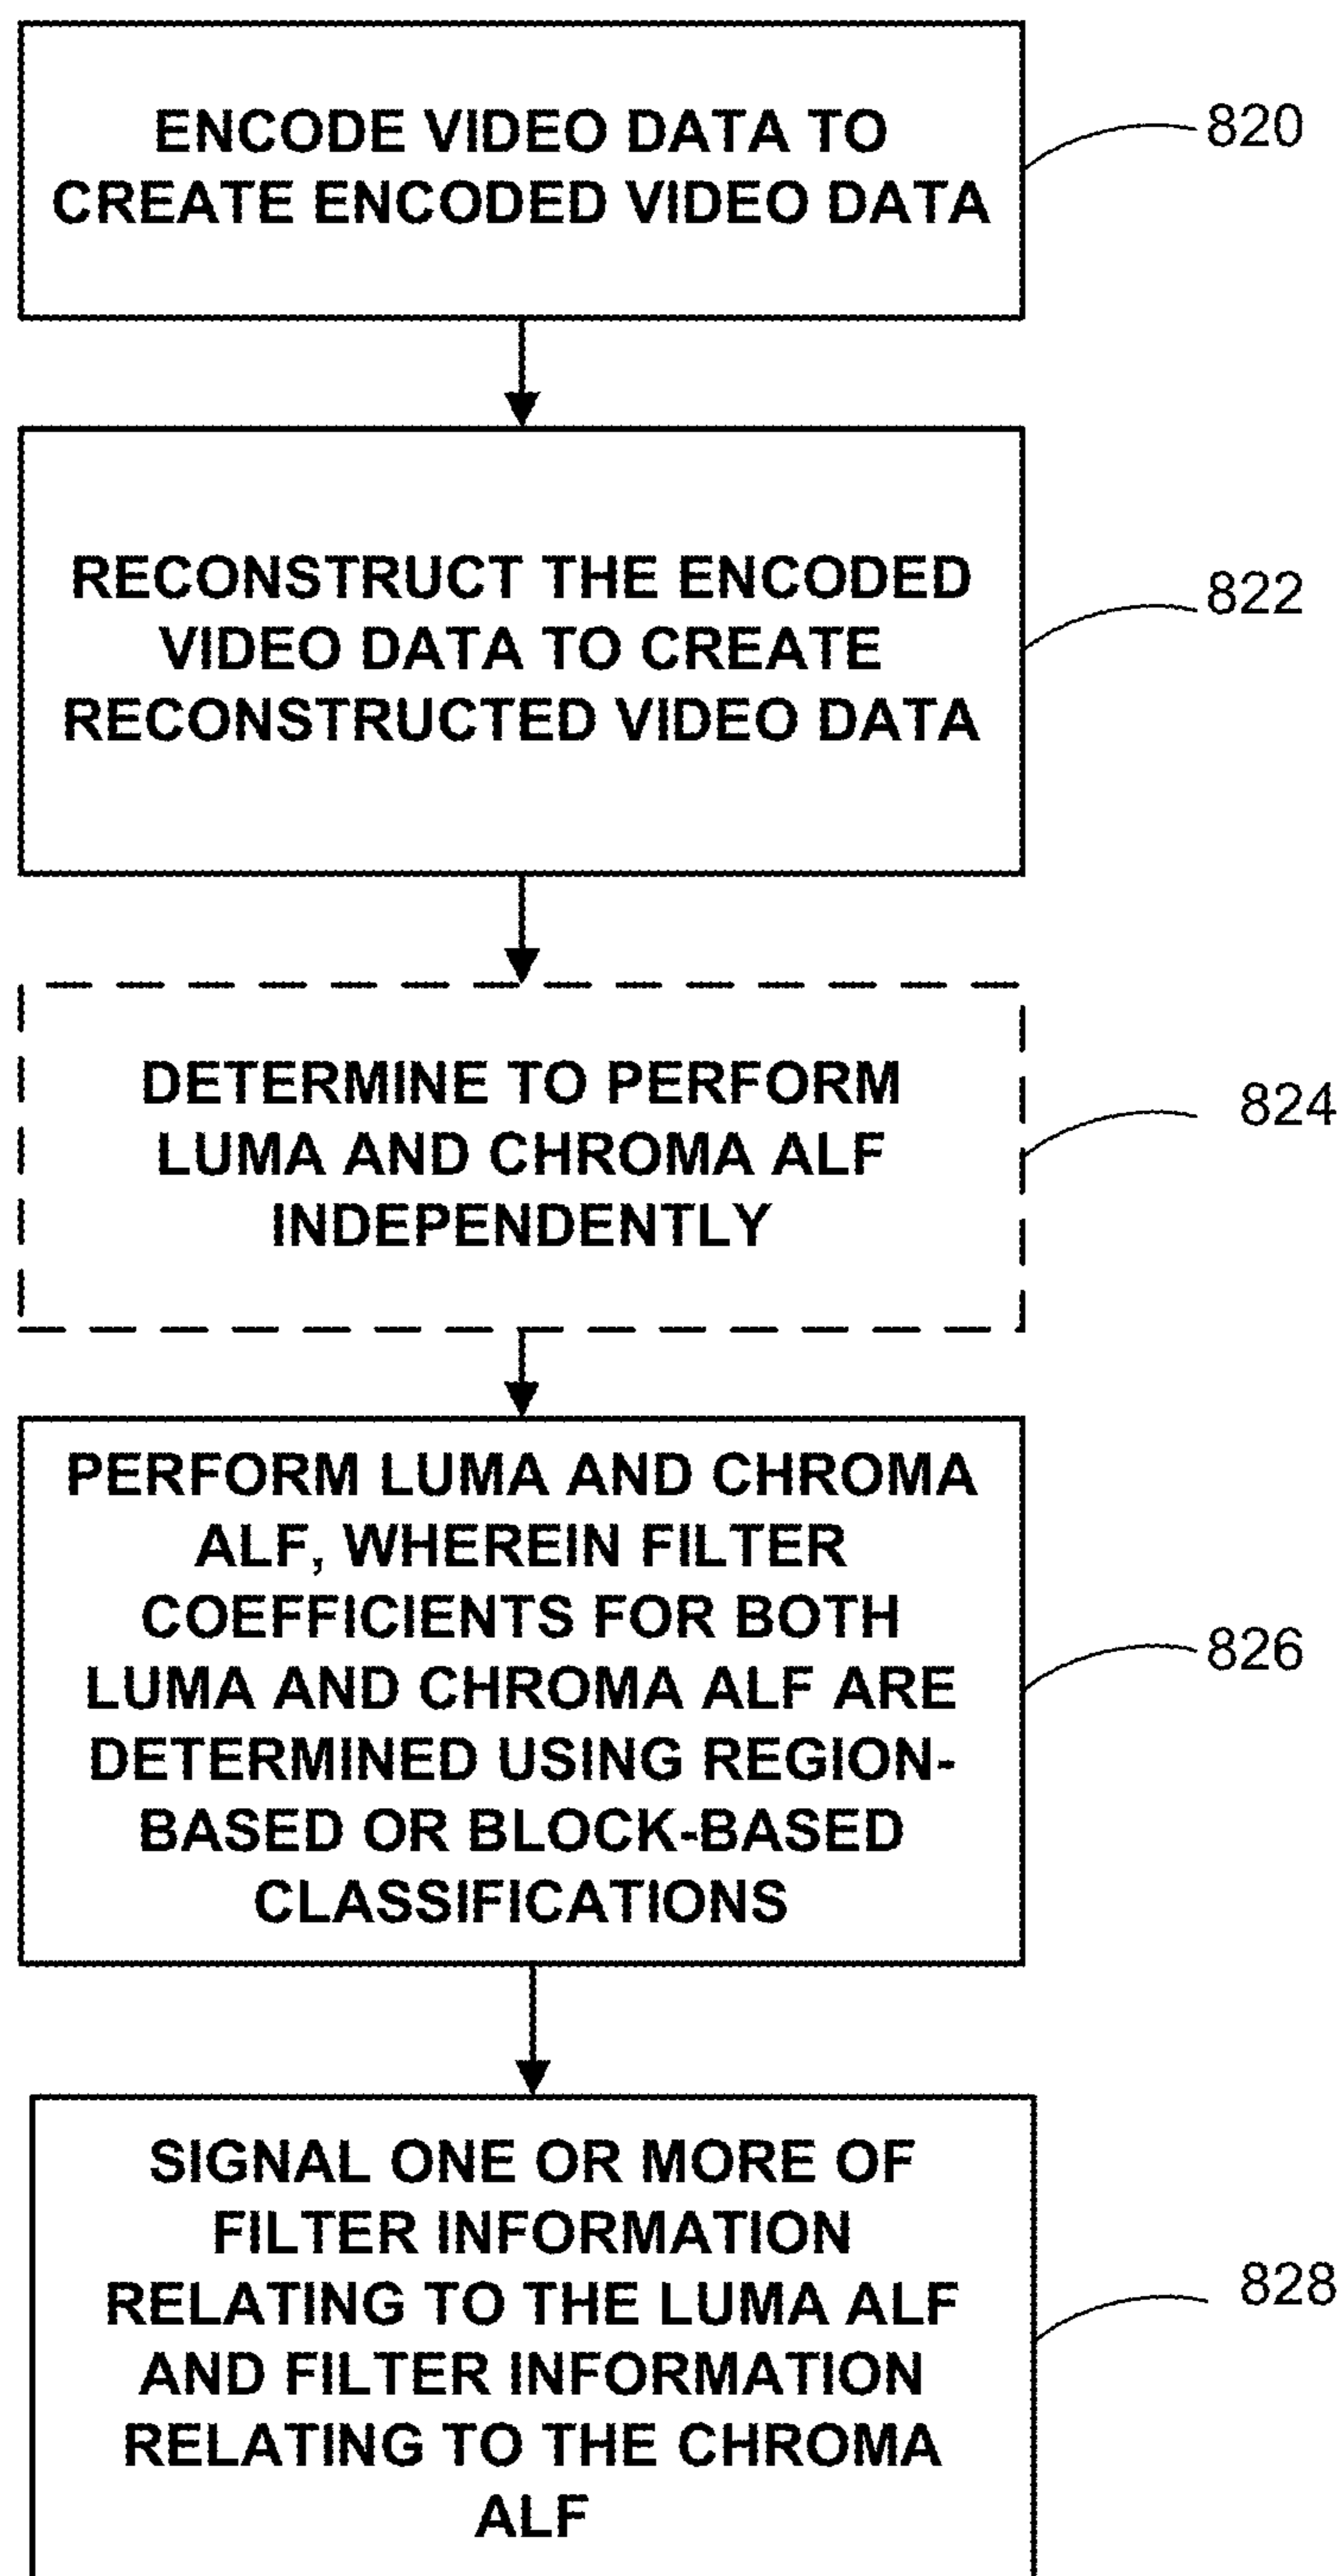 ENCODE VIDEO DATA TO
CREATE ENCODED VIDEO DATA
820
RECONSTRUCT THE ENCODED
VIDEO DATA TO CREATE
RECONSTRUCTED VIDEO DATA
822
DETERMINE TO PERFORM
LUMA AND CHROMA ALF
INDEPENDENTLY
824
PERFORM LUMA AND CHROMA
ALF, WHEREIN FILTER
COEFFICIENTS FOR BOTH
LUMA AND CHROMA ALF ARE
DETERMINED USING REGION-
BASED OR BLOCK-BASED
CLASSIFICATIONS
826
SIGNAL ONE OR MORE OF
FILTER INFORMATION
RELATING TO THE LUMA ALF
AND FILTER INFORMATION
RELATING TO THE CHROMA
ALF
828